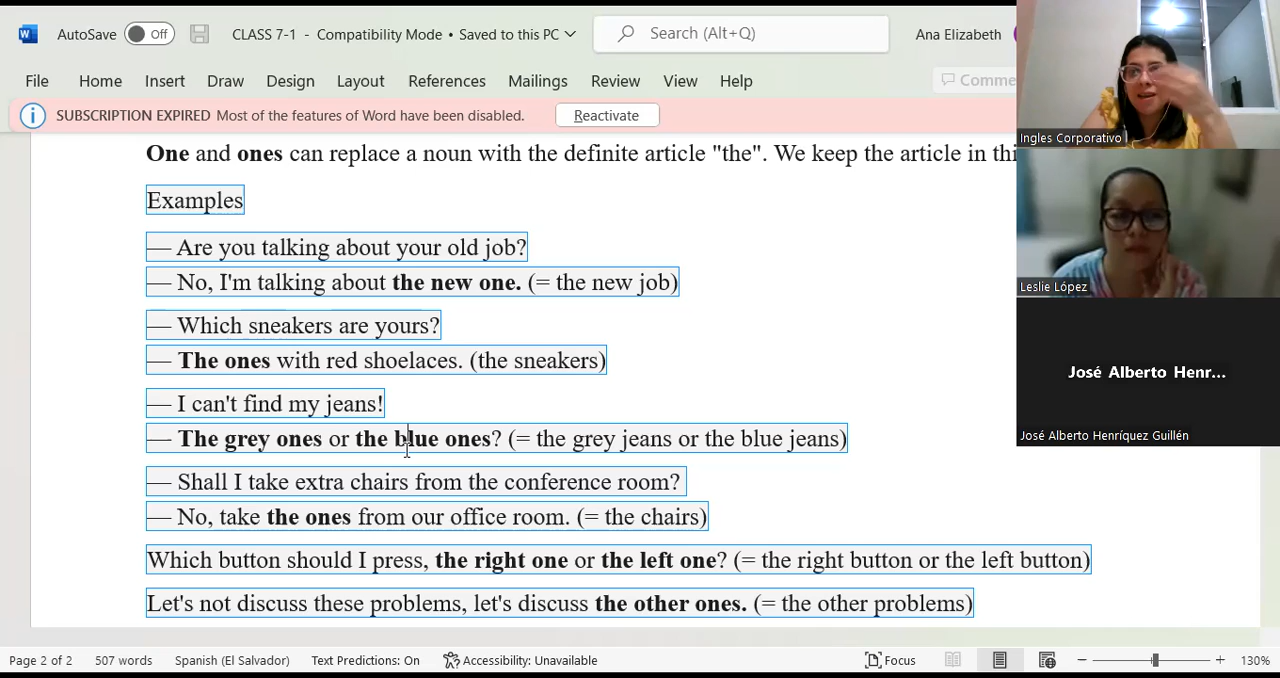 AutoSave Off CLASS 7-1 - Compatibility Mode • Saved to this PC Search (Alt+Q) Ana Elizabeth
File Home Insert Draw Design Layout References Mailings Review View Help Comme
SUBSCRIPTION EXPIRED Most of the features of Word have been disabled. Reactivate
One and ones can replace a noun with the definite article "the". We keep the article in thi
Examples
— Are you talking about your old job?
— No, I'm talking about the new one. (= the new job)
— Which sneakers are yours?
— The ones with red shoelaces. (the sneakers)
— I can't find my jeans!
— The grey ones or the blue ones? (= the grey jeans or the blue jeans)
— Shall I take extra chairs from the conference room?
— No, take the ones from our office room. (= the chairs)
Which button should I press, the right one or the left one? (= the right button or the left button)
Let's not discuss these problems, let's discuss the other ones. (= the other problems)
Page 2 of 2 507 words Spanish (El Salvador) Text Predictions: On Accessibility: Unavailable Focus 130%
Ingles Corporativo
Leslie López
José Alberto Henr...
José Alberto Henríquez Guillén